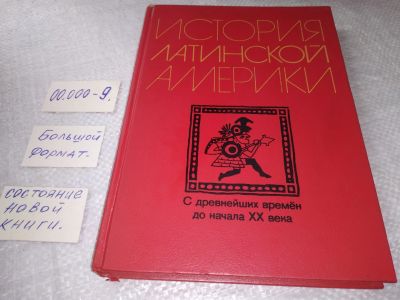 ИСТОРИЯ
ЛАТИНСКОЙ
АМЕРИКИ
С древнейших времён
до начала XX века
00.000-9.
Большой
формат.
состояние
новой
книги.